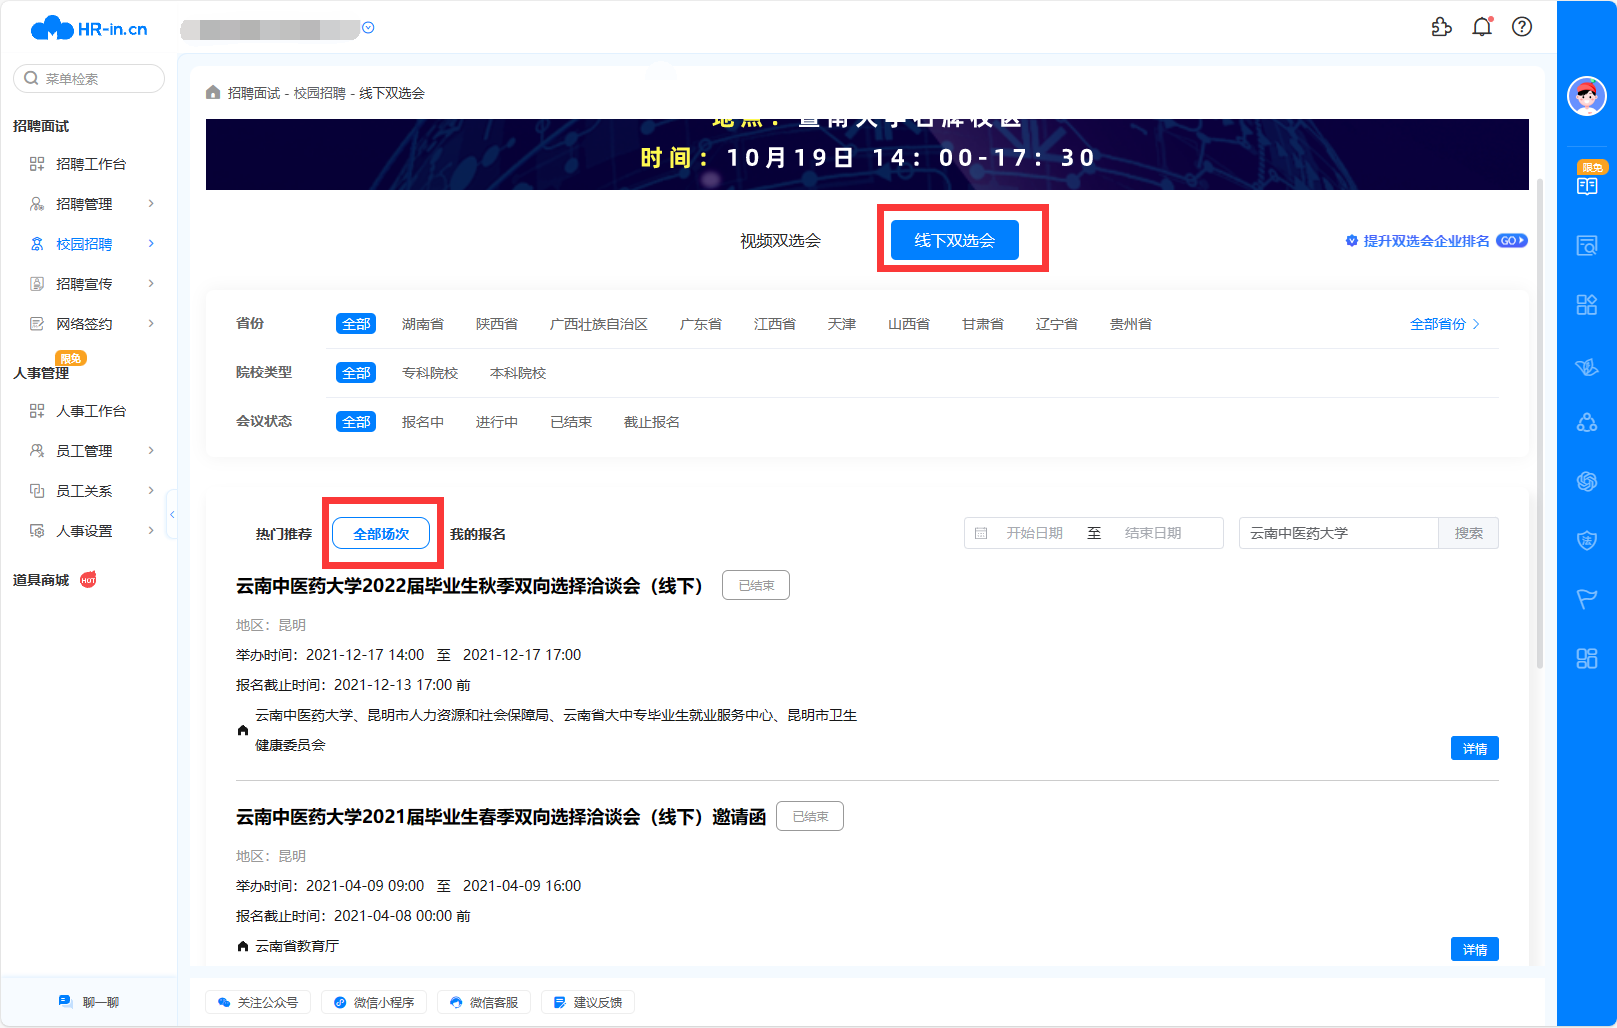 HR-in.cn
菜单检索
招聘面试
招聘工作台
招聘管理
校园招聘
招聘宣传
网络签约
限免
人事管理
人事工作台
员工管理
员工关系
人事设置
道具商城 HOT
聊一聊
招聘面试 - 校园招聘 - 线下双选会
地点：暨南大学石牌校区
时间：10月19日 14：00-17：30
视频双选会 线下双选会 提升双选会企业排名 GO
省份 全部 湖南省 陕西省 广西壮族自治区 广东省 江西省 天津 山西省 甘肃省 辽宁省 贵州省 全部省份
院校类型 全部 专科院校 本科院校
会议状态 全部 报名中 进行中 已结束 截止报名
热门推荐 全部场次 我的报名 开始日期 至 结束日期 云南中医药大学 搜索
云南中医药大学2022届毕业生秋季双向选择洽谈会（线下） 已结束
地区：昆明
举办时间：2021-12-17 14:00 至 2021-12-17 17:00
报名截止时间：2021-12-13 17:00 前
云南中医药大学、昆明市人力资源和社会保障局、云南省大中专毕业生就业服务中心、昆明市卫生
健康委员会
详情
云南中医药大学2021届毕业生春季双向选择洽谈会（线下）邀请函 已结束
地区：昆明
举办时间：2021-04-09 09:00 至 2021-04-09 16:00
报名截止时间：2021-04-08 00:00 前
云南省教育厅
详情
关注公众号 微信小程序 微信客服 建议反馈
限免
法